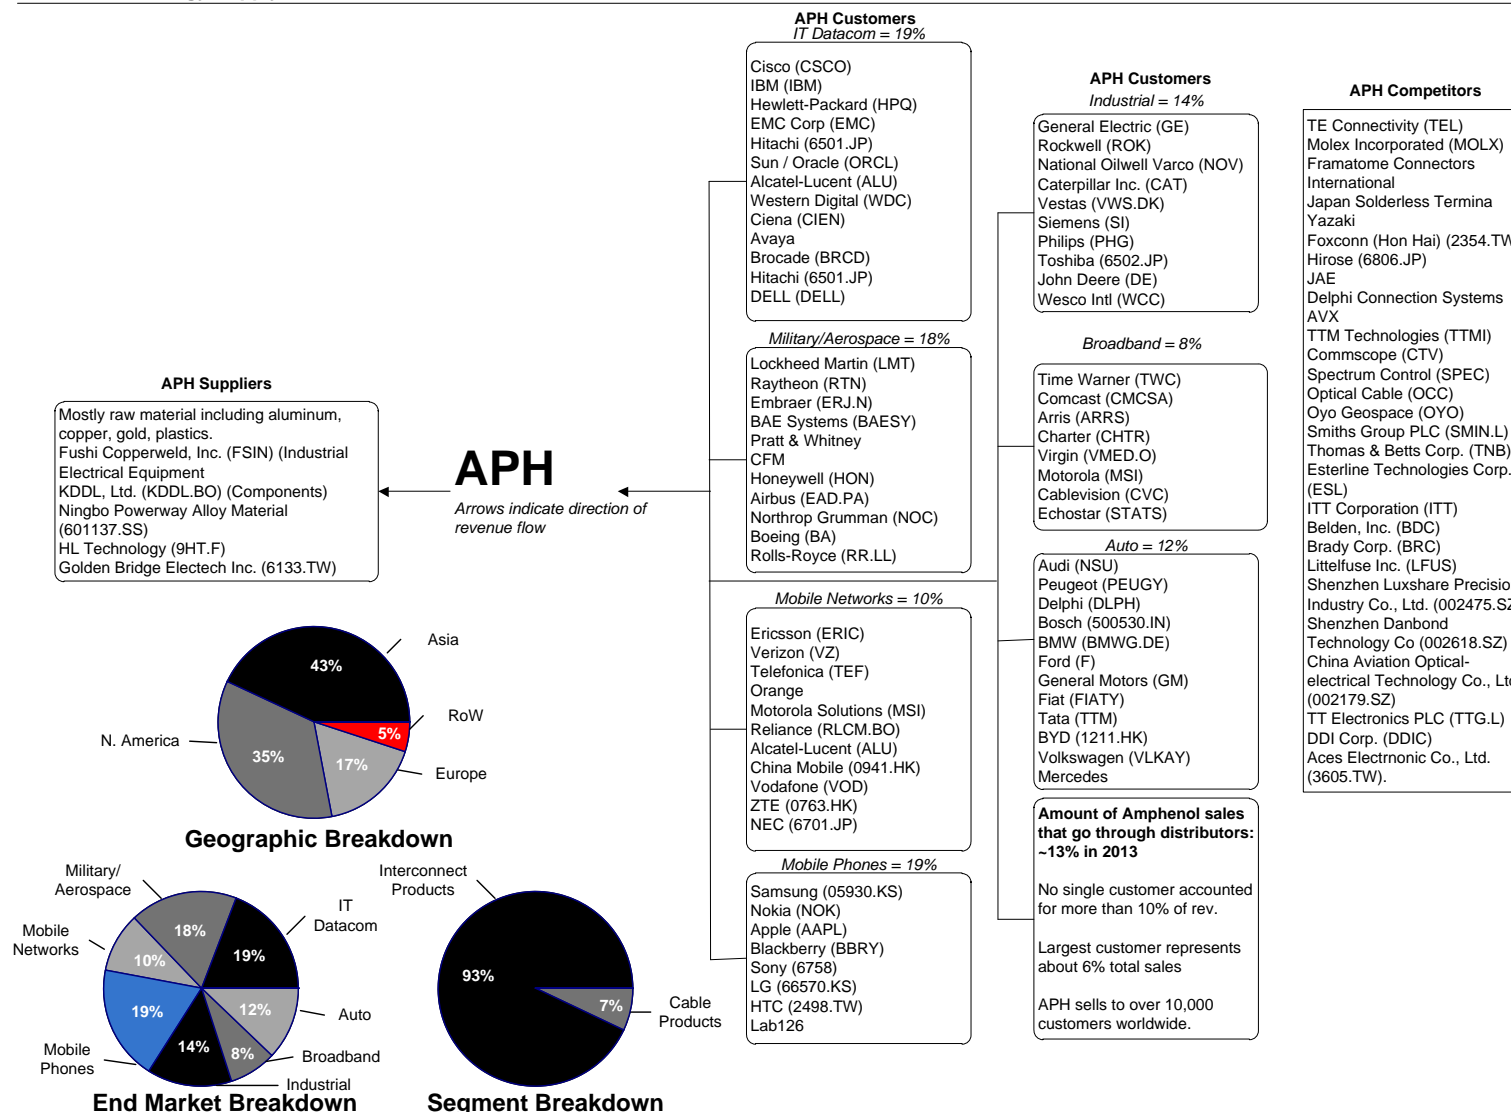 APH Customers
IT Datacom = 19%
Cisco (CSCO)
IBM (IBM)
Hewlett-Packard (HPQ)
EMC Corp (EMC)
Hitachi (6501.JP)
Sun / Oracle (ORCL)
Alcatel-Lucent (ALU)
Western Digital (WDC)
Ciena (CIEN)
Avaya
Brocade (BRCD)
Hitachi (6501.JP)
DELL (DELL)
Military/Aerospace = 18%
Lockheed Martin (LMT)
Raytheon (RTN)
Embraer (ERJ.N)
BAE Systems (BAESY)
Pratt & Whitney
CFM
Honeywell (HON)
Airbus (EAD.PA)
Northrop Grumman (NOC)
Boeing (BA)
Rolls-Royce (RR.LL)
Mobile Networks = 10%
Ericsson (ERIC)
Verizon (VZ)
Telefonica (TEF)
Orange
Motorola Solutions (MSI)
Reliance (RLCM.BO)
Alcatel-Lucent (ALU)
China Mobile (0941.HK)
Vodafone (VOD)
ZTE (0763.HK)
NEC (6701.JP)
Mobile Phones = 19%
Samsung (05930.KS)
Nokia (NOK)
Apple (AAPL)
Blackberry (BBRY)
Sony (6758)
LG (66570.KS)
HTC (2498.TW)
Lab126
APH Customers
Industrial = 14%
General Electric (GE)
Rockwell (ROK)
National Oilwell Varco (NOV)
Caterpillar Inc. (CAT)
Vestas (VWS.DK)
Siemens (SI)
Philips (PHG)
Toshiba (6502.JP)
John Deere (DE)
Wesco Intl (WCC)
Broadband = 8%
Time Warner (TWC)
Comcast (CMCSA)
Arris (ARRS)
Charter (CHTR)
Virgin (VMED.O)
Motorola (MSI)
Cablevision (CVC)
Echostar (STATS)
Auto = 12%
Audi (NSU)
Peugeot (PEUGY)
Delphi (DLPH)
Bosch (500530.IN)
BMW (BMWG.DE)
Ford (F)
General Motors (GM)
Fiat (FIATY)
Tata (TTM)
BYD (1211.HK)
Volkswagen (VLKAY)
Mercedes
Amount of Amphenol sales
that go through distributors:
~13% in 2013
No single customer accounted
for more than 10% of rev.
Largest customer represents
about 6% total sales
APH sells to over 10,000
customers worldwide.
APH Competitors
TE Connectivity (TEL)
Molex Incorporated (MOLX)
Framatome Connectors
International
Japan Solderless Termina
Yazaki
Foxconn (Hon Hai) (2354.TW
Hirose (6806.JP)
JAE
Delphi Connection Systems
AVX
TTM Technologies (TTMI)
Commscope (CTV)
Spectrum Control (SPEC)
Optical Cable (OCC)
Oyo Geospace (OYO)
Smiths Group PLC (SMIN.L)
Thomas & Betts Corp. (TNB)
Esterline Technologies Corp.
(ESL)
ITT Corporation (ITT)
Belden, Inc. (BDC)
Brady Corp. (BRC)
Littelfuse Inc. (LFUS)
Shenzhen Luxshare Precisio
Industry Co., Ltd. (002475.SZ
Shenzhen Danbond
Technology Co (002618.SZ)
China Aviation Optical-
electrical Technology Co., Lt
(002179.SZ)
TT Electronics PLC (TTG.L)
DDI Corp. (DDIC)
Aces Electrnonic Co., Ltd.
(3605.TW).
APH Suppliers
Mostly raw material including aluminum,
copper, gold, plastics.
Fushi Copperweld, Inc. (FSIN) (Industrial
Electrical Equipment
KDDL, Ltd. (KDDL.BO) (Components)
Ningbo Powerway Alloy Material
(601137.SS)
HL Technology (9HT.F)
Golden Bridge Electech Inc. (6133.TW)
APH
Arrows indicate direction of
revenue flow
Asia
43%
RoW
5%
N. America
35%
17%
Europe
Geographic Breakdown
Military/
Aerospace
18%
IT
Datacom
19%
Mobile
Networks
10%
19%
Mobile
Phones
14%
Industrial
8%
Broadband
12%
Auto
End Market Breakdown
Interconnect
Products
93%
7%
Cable
Products
Segment Breakdown